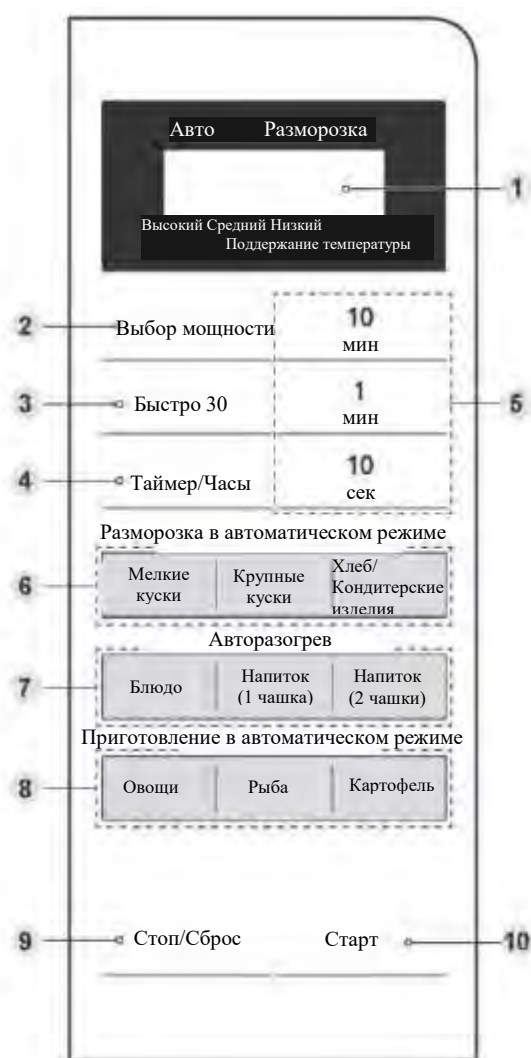 Авто Разморозка
1
Высокий Средний Низкий
Поддержание температуры
2
Выбор мощности
10
мин
3
Быстро 30
1
мин
5
4
Таймер/Часы
10
сек
Разморозка в автоматическом режиме
6
Мелкие
куски
Крупные
куски
Хлеб/
Кондитерские
изделия
Авторазогрев
7
Блюдо
Напиток
(1 чашка)
Напиток
(2 чашки)
Приготовление в автоматическом режиме
8
Овощи
Рыба
Картофель
9
Стоп/Сброс
Старт
10